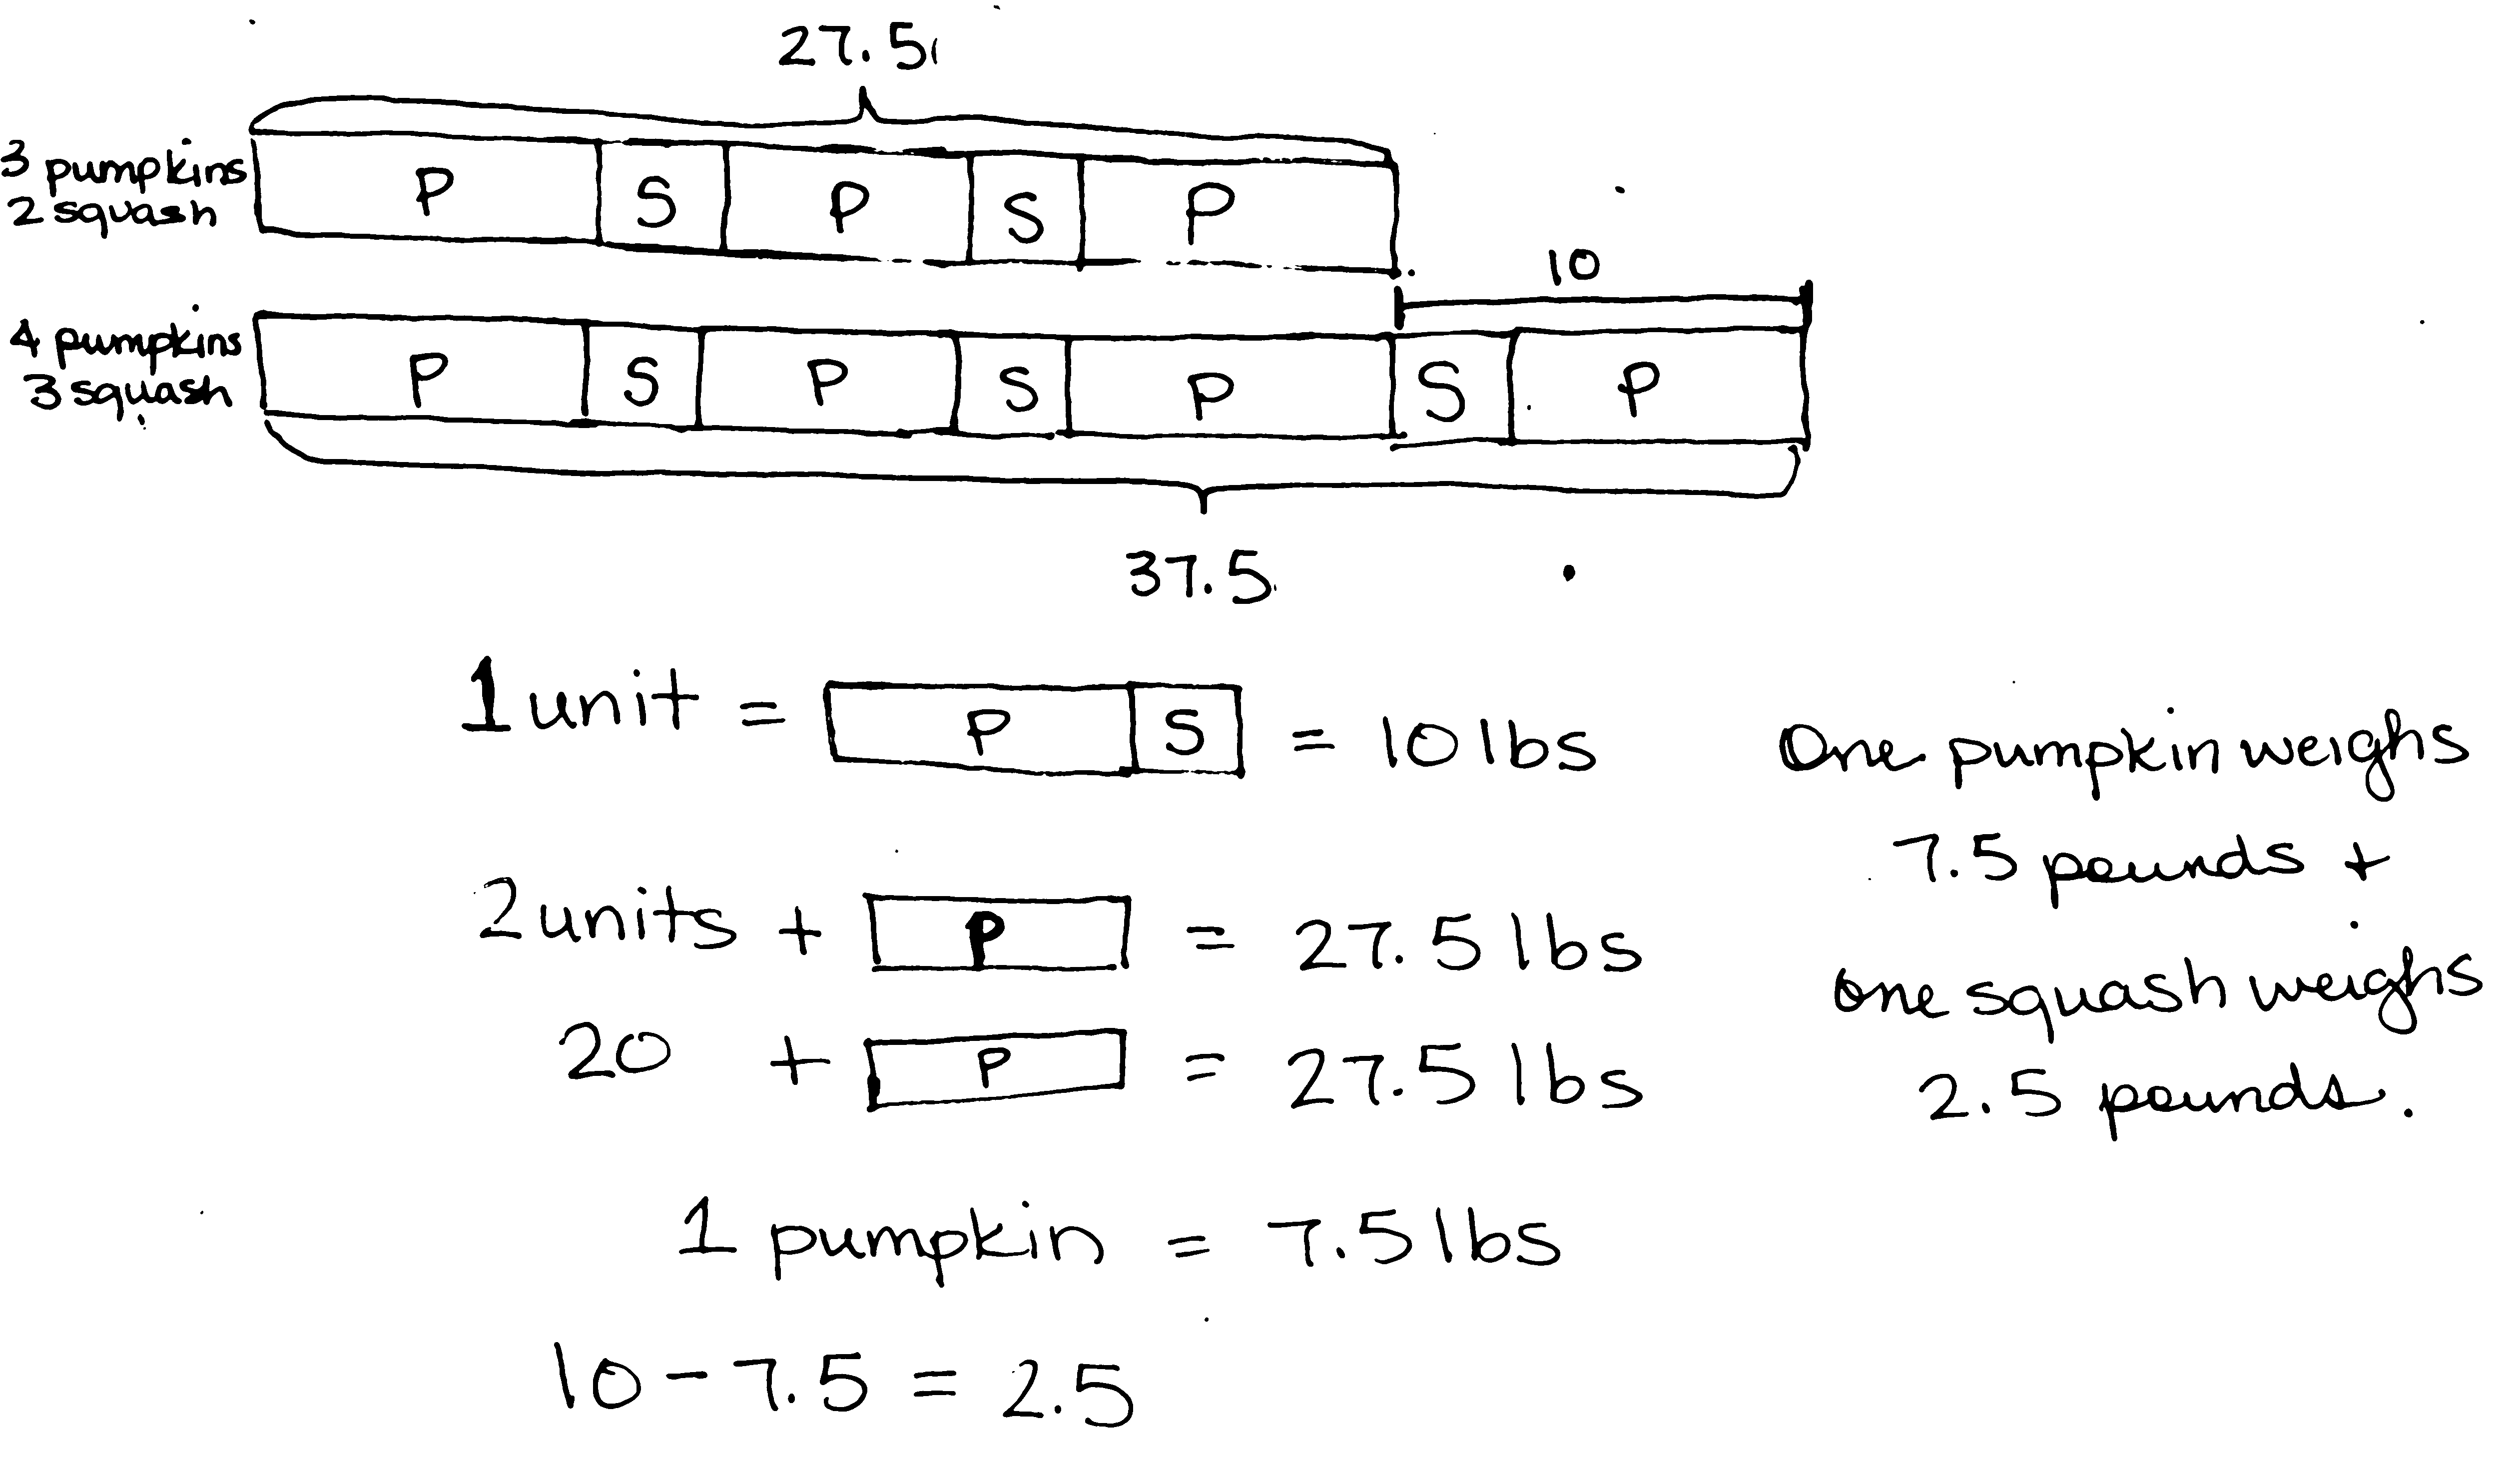 27.5
3 pumpkins
2 squash
P S P S P
10
4 pumpkins
3 squash
P S P S P S P
37.5
1 unit = P S = 10 lbs
2 units + P = 27.5 lbs
20 + P = 27.5 lbs
1 pumpkin = 7.5 lbs
10 - 7.5 = 2.5
One pumpkin weighs
7.5 pounds +
one squash weighs
2.5 pounds.